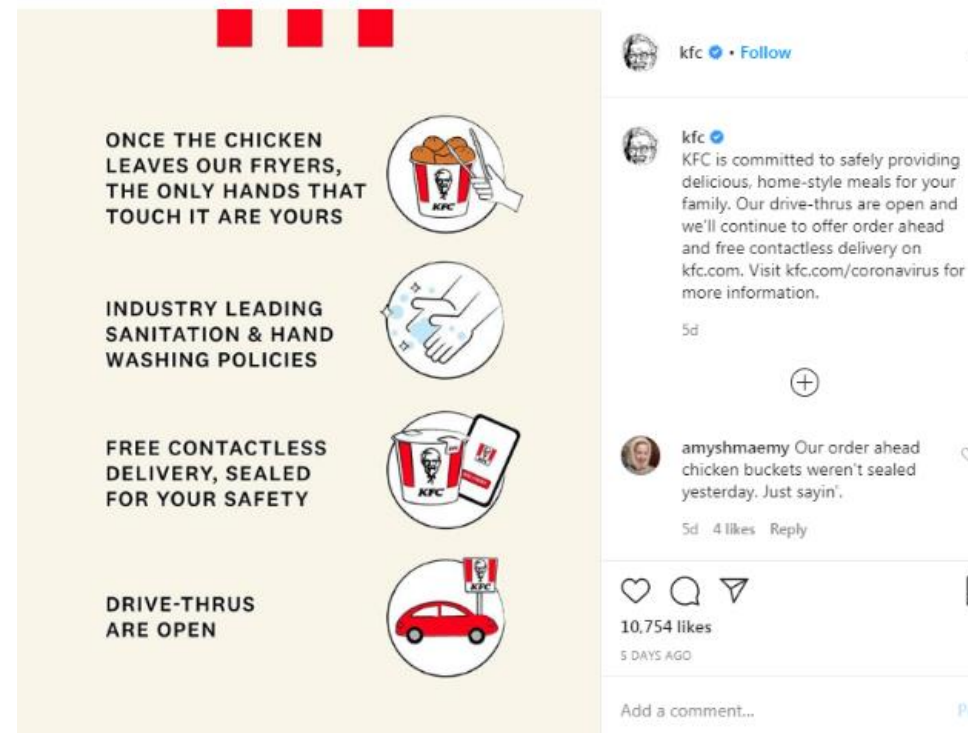 ONCE THE CHICKEN
LEAVES OUR FRYERS,
THE ONLY HANDS THAT
TOUCH IT ARE YOURS
KFC
INDUSTRY LEADING
SANITATION & HAND
WASHING POLICIES
FREE CONTACTLESS
DELIVERY, SEALED
FOR YOUR SAFETY
KFC
DRIVE-THRUS
ARE OPEN
KFC
kfc • Follow
kfc
KFC is committed to safely providing
delicious, home-style meals for your
family. Our drive-thrus are open and
we'll continue to offer order ahead
and free contactless delivery on
kfc.com. Visit kfc.com/coronavirus for
more information.
5d
amyshmaemy Our order ahead
chicken buckets weren't sealed
yesterday. Just sayin'.
5d 4 likes Reply
10,754 likes
5 DAYS AGO
Add a comment...